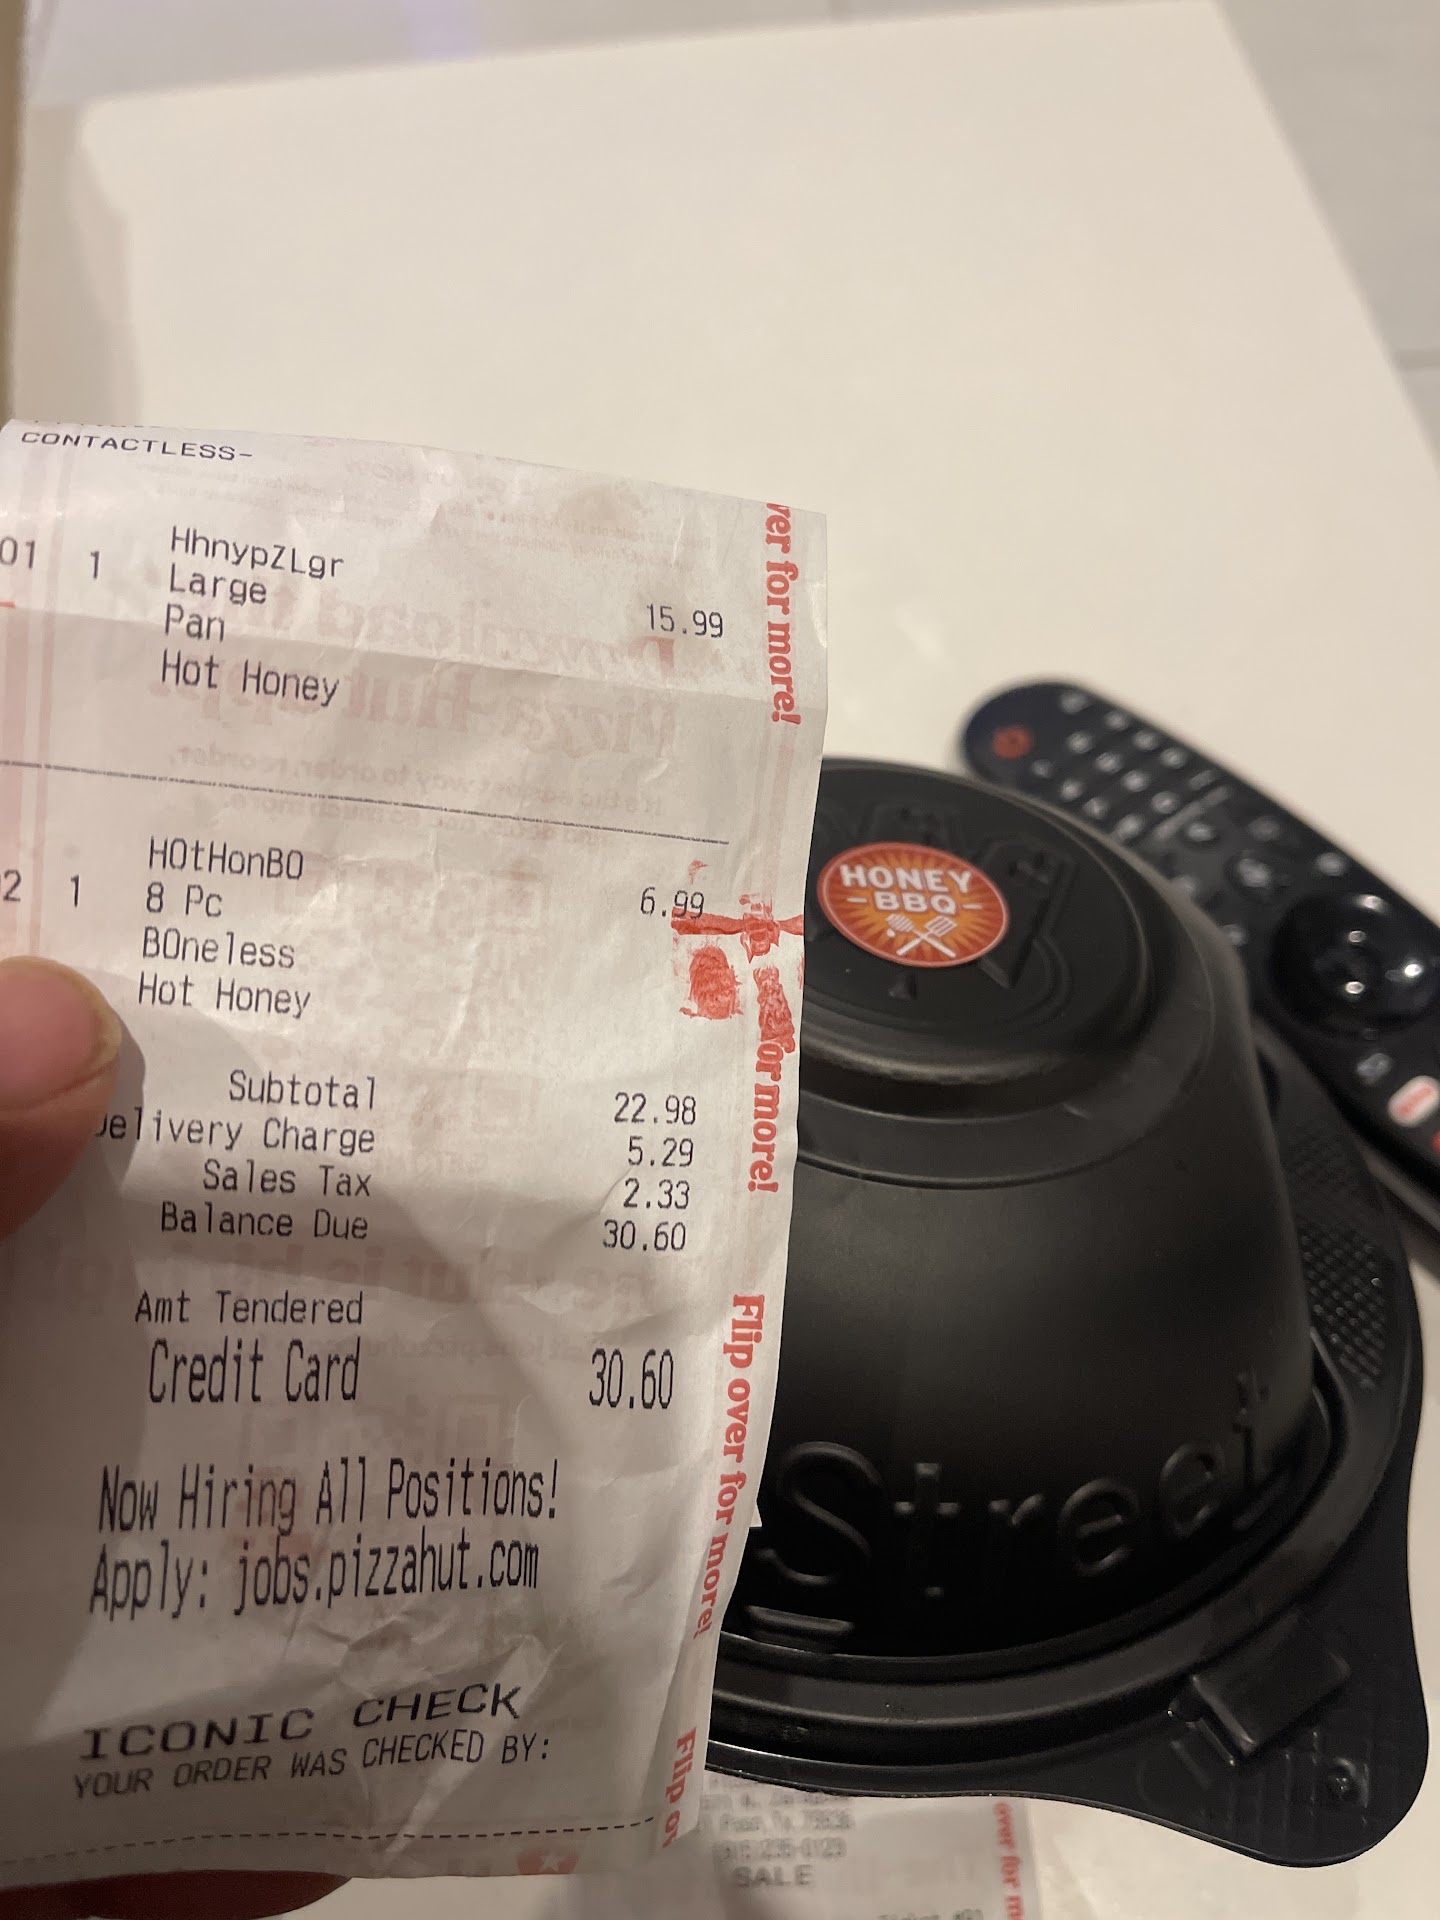 CONTACTLESS-
01 1 HhnypZLgr
Large 15.99
Pan
Hot Honey
2 1 HOtHonBO
8 Pc 6.99
BOneless
Hot Honey
Subtotal 22.98
Delivery Charge 5.29
Sales Tax 2.33
Balance Due 30.60
Amt Tendered
Credit Card 30.60
Now Hiring All Positions!
Apply: jobs.pizzahut.com
ICONIC CHECK
YOUR ORDER WAS CHECKED BY:
ver for more!
for more!
Flip over for more!
Flip ov
HONEY
-BBQ-
Street
SALE
over for m